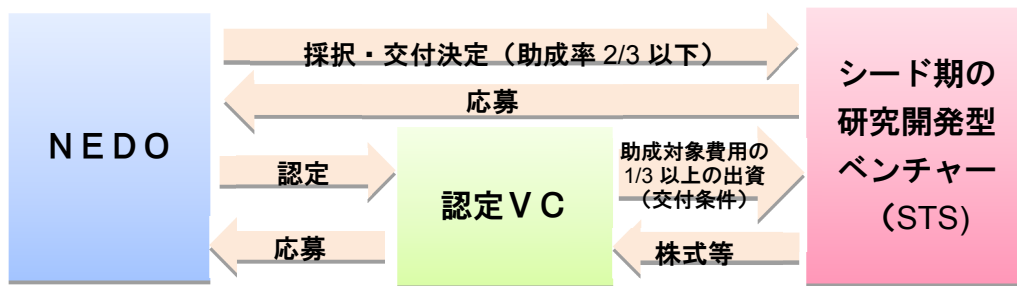 採択・交付決定（助成率 2/3 以下）
応募
ＮＥＤＯ
認定
応募
認定ＶＣ
助成対象費用の
1/3 以上の出資
（交付条件）
株式等
シード期の
研究開発型
ベンチャー
（STS)